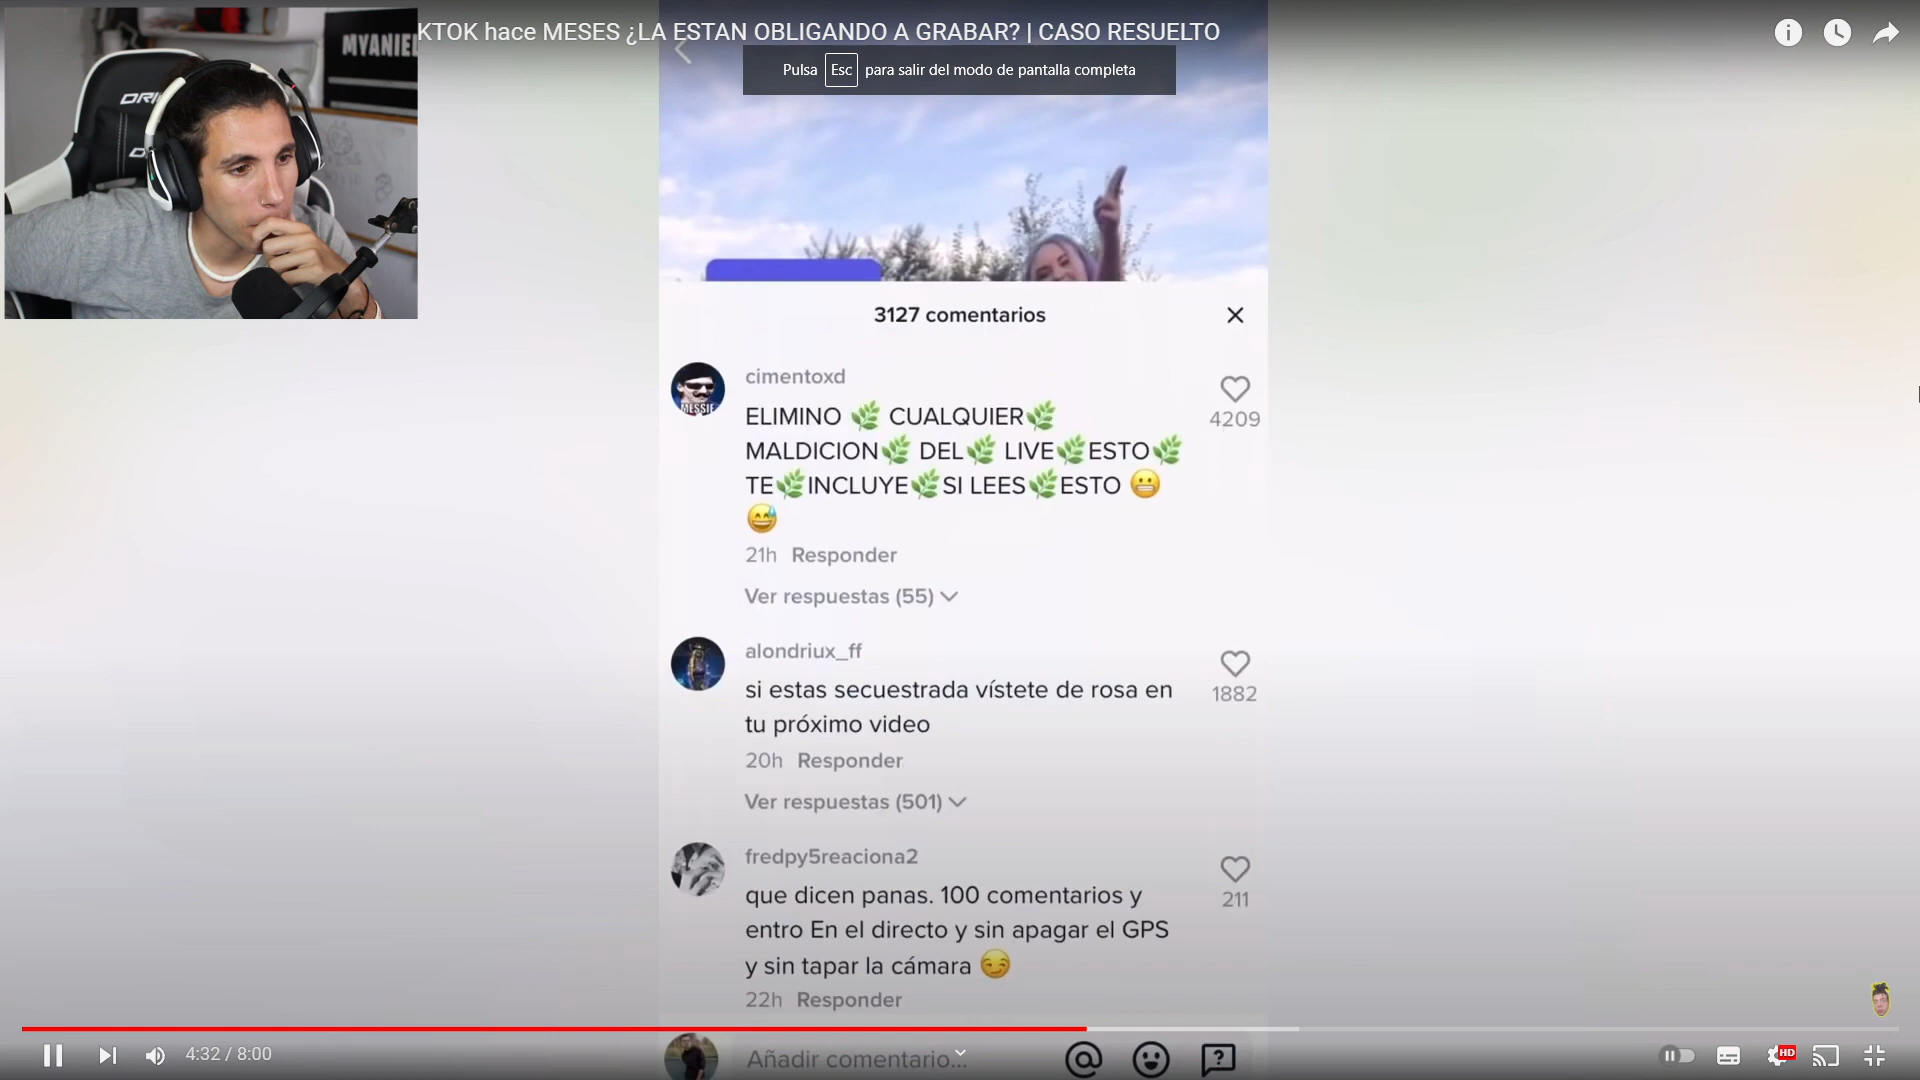 KTOK hace MESES ¿LA ESTAN OBLIGANDO A GRABAR? | CASO RESUELTO
Pulsa Esc para salir del modo de pantalla completa
MYANIEL
3127 comentarios
cimentoxd
MESSIE
ELIMINO 🌿 CUALQUIER🌿
MALDICION🌿 DEL🌿 LIVE🌿ESTO🌿
TE🌿INCLUYE🌿SI LEES🌿ESTO 😬
😅
4209
21h Responder
Ver respuestas (55)
alondriux_ff
si estas secuestrada vístete de rosa en
tu próximo video
1882
20h Responder
Ver respuestas (501)
fredpy5reaciona2
que dicen panas. 100 comentarios y
entro En el directo y sin apagar el GPS
y sin tapar la cámara 😏
211
22h Responder
Añadir comentario...
4:32 / 8:00
HD